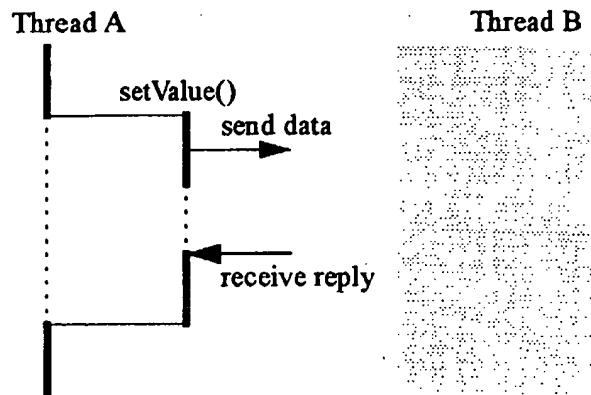 Thread A
Thread B
setValue()
send data
receive reply